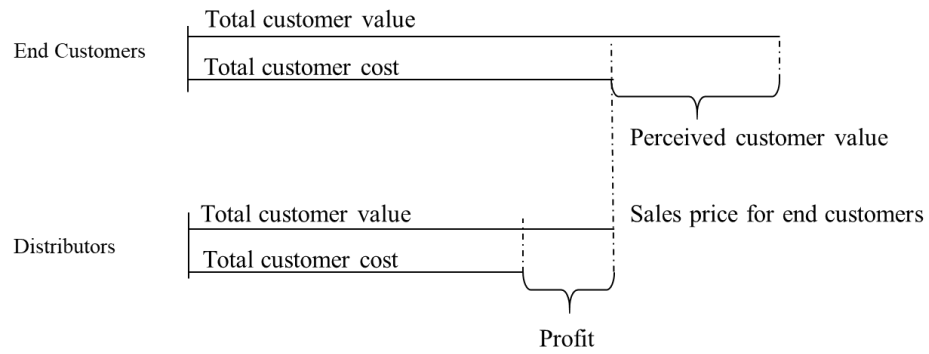 Total customer value
End Customers
Total customer cost
Perceived customer value
Total customer value
Sales price for end customers
Distributors
Total customer cost
Profit